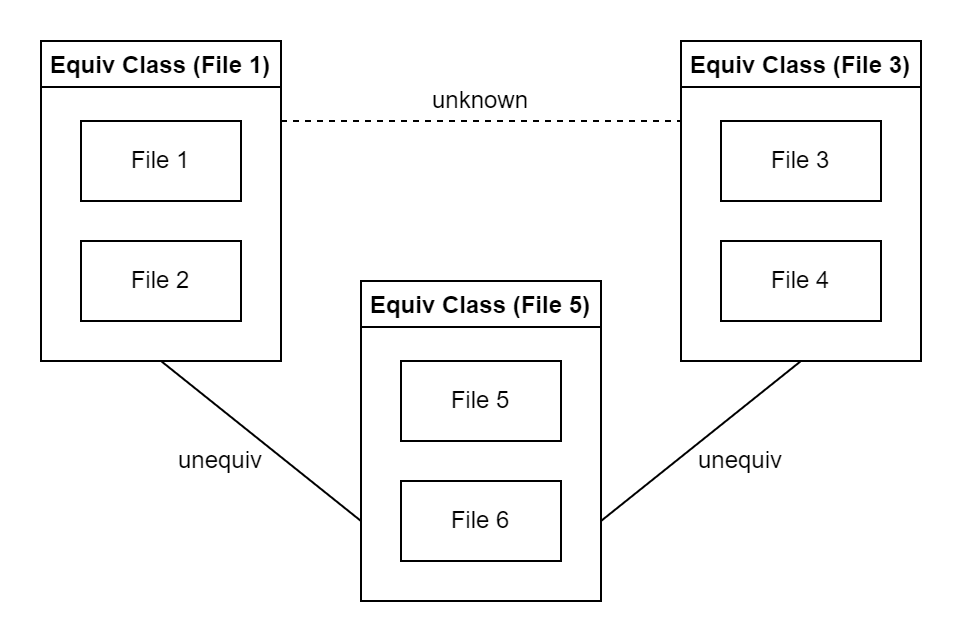 Equiv Class (File 1)
File 1
File 2
unknown
Equiv Class (File 3)
File 3
File 4
Equiv Class (File 5)
File 5
File 6
unequiv
unequiv